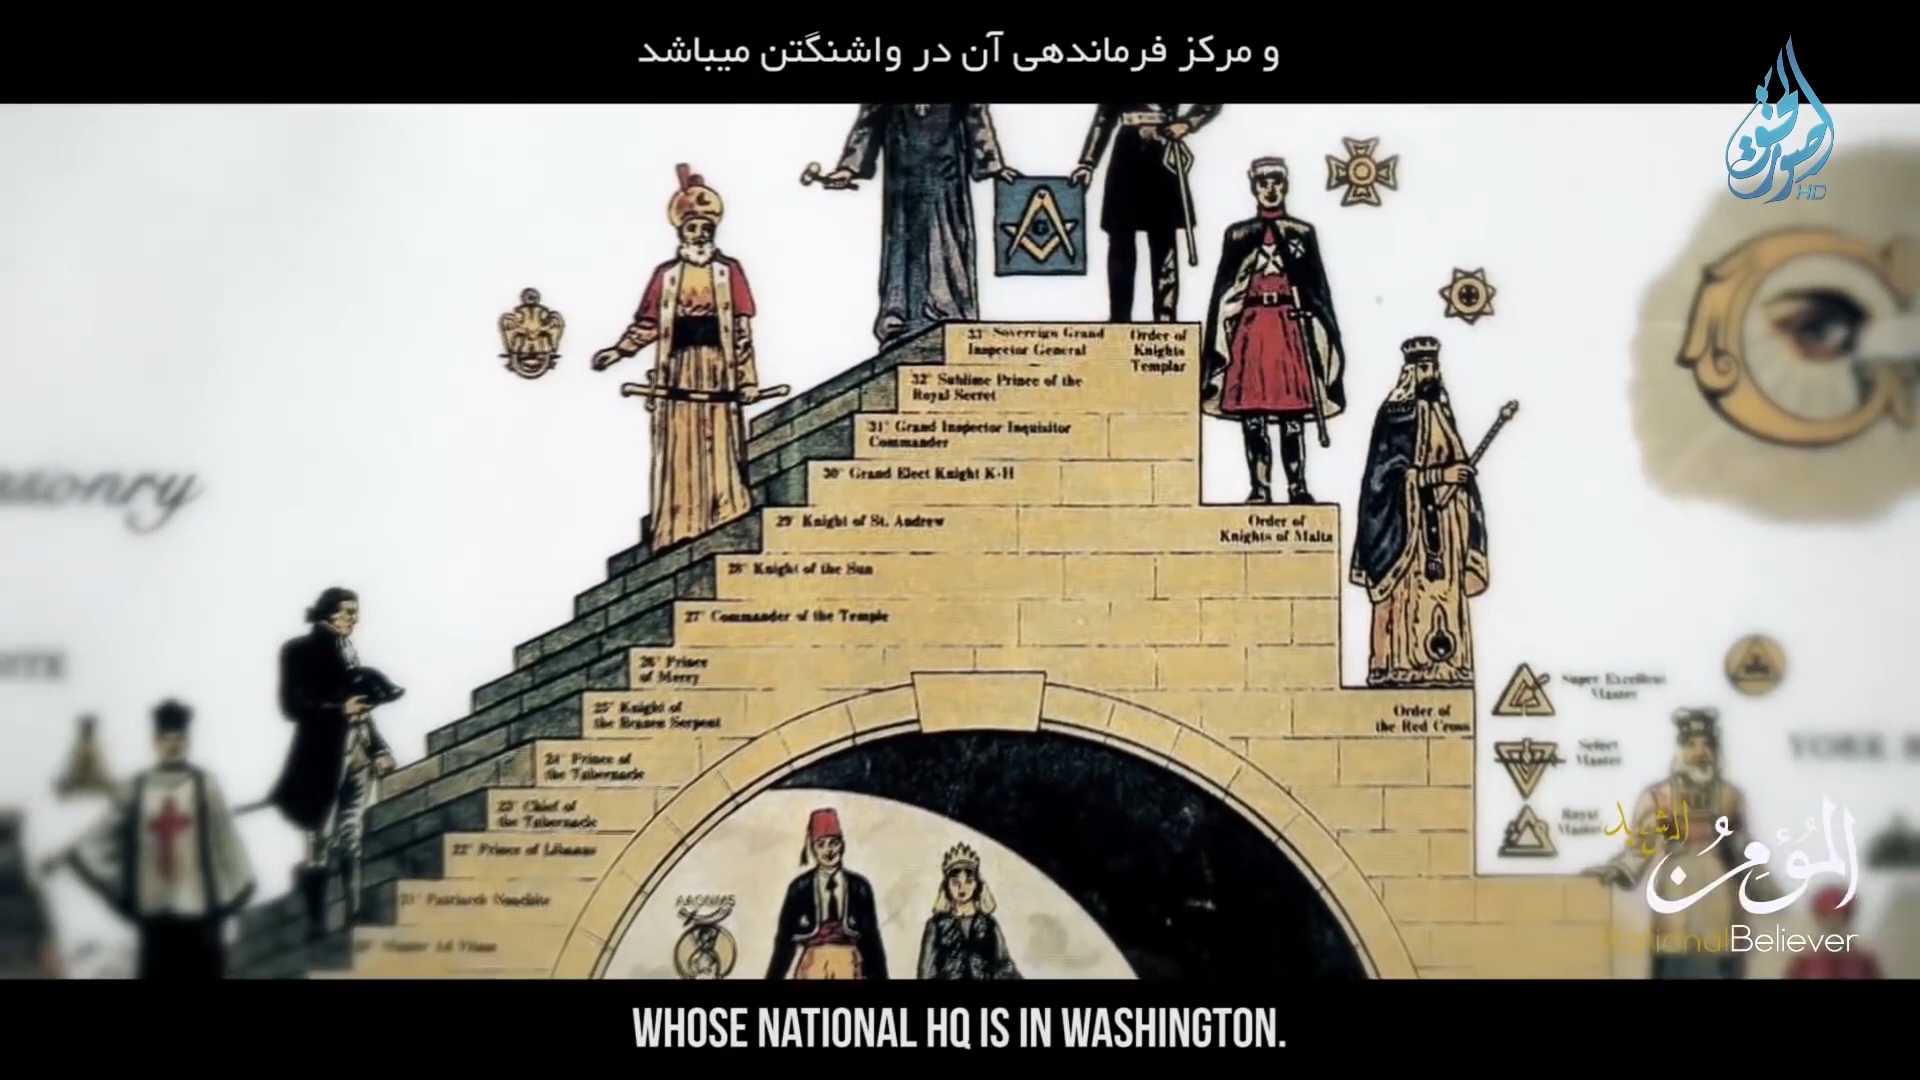 و مرکز فرماندهی آن در واشنگتن میباشد
HD
33° Sovereign Grand
Inspector General
Order of
Knights
Templar
32° Sublime Prince of the
Royal Secret
31° Grand Inspector Inquisitor
Commander
30° Grand Elect Knight K-H
29° Knight of St. Andrew
Order of
Knights of Malta
28° Knight of the Sun
27° Commander of the Temple
26° Prince
of Mercy
25° Knight of
the Brazen Serpent
Order of
the Red Cross
Super Excellent
Master
Select
Master
Royal
Master
24° Prince of
the Tabernacle
23° Chief of
the Tabernacle
22° Prince of Libanus
21° Patriarch Noachite
AAONMS
G
المؤمن الرشيد
RationalBeliever
WHOSE NATIONAL HQ IS IN WASHINGTON.